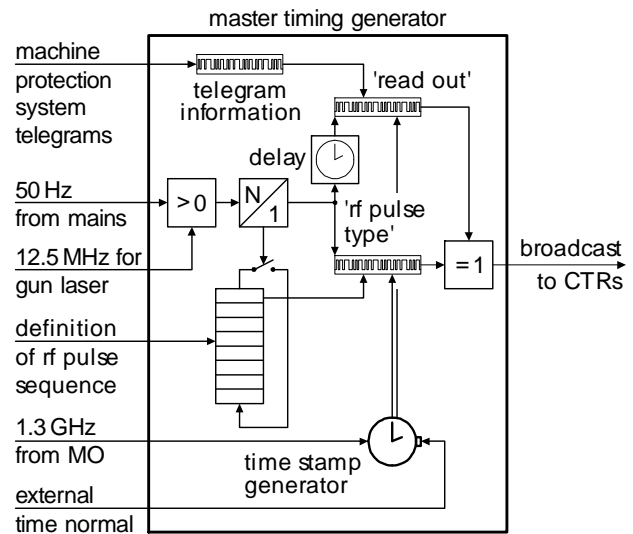 master timing generator
machine
protection
system
telegrams
telegram
information
'read out'
delay
50 Hz
from mains
> 0
N
1
'rf pulse
type'
12.5 MHz for
gun laser
= 1
broadcast
to CTRs
definition
of rf pulse
sequence
1.3 GHz
from MO
time stamp
generator
external
time normal